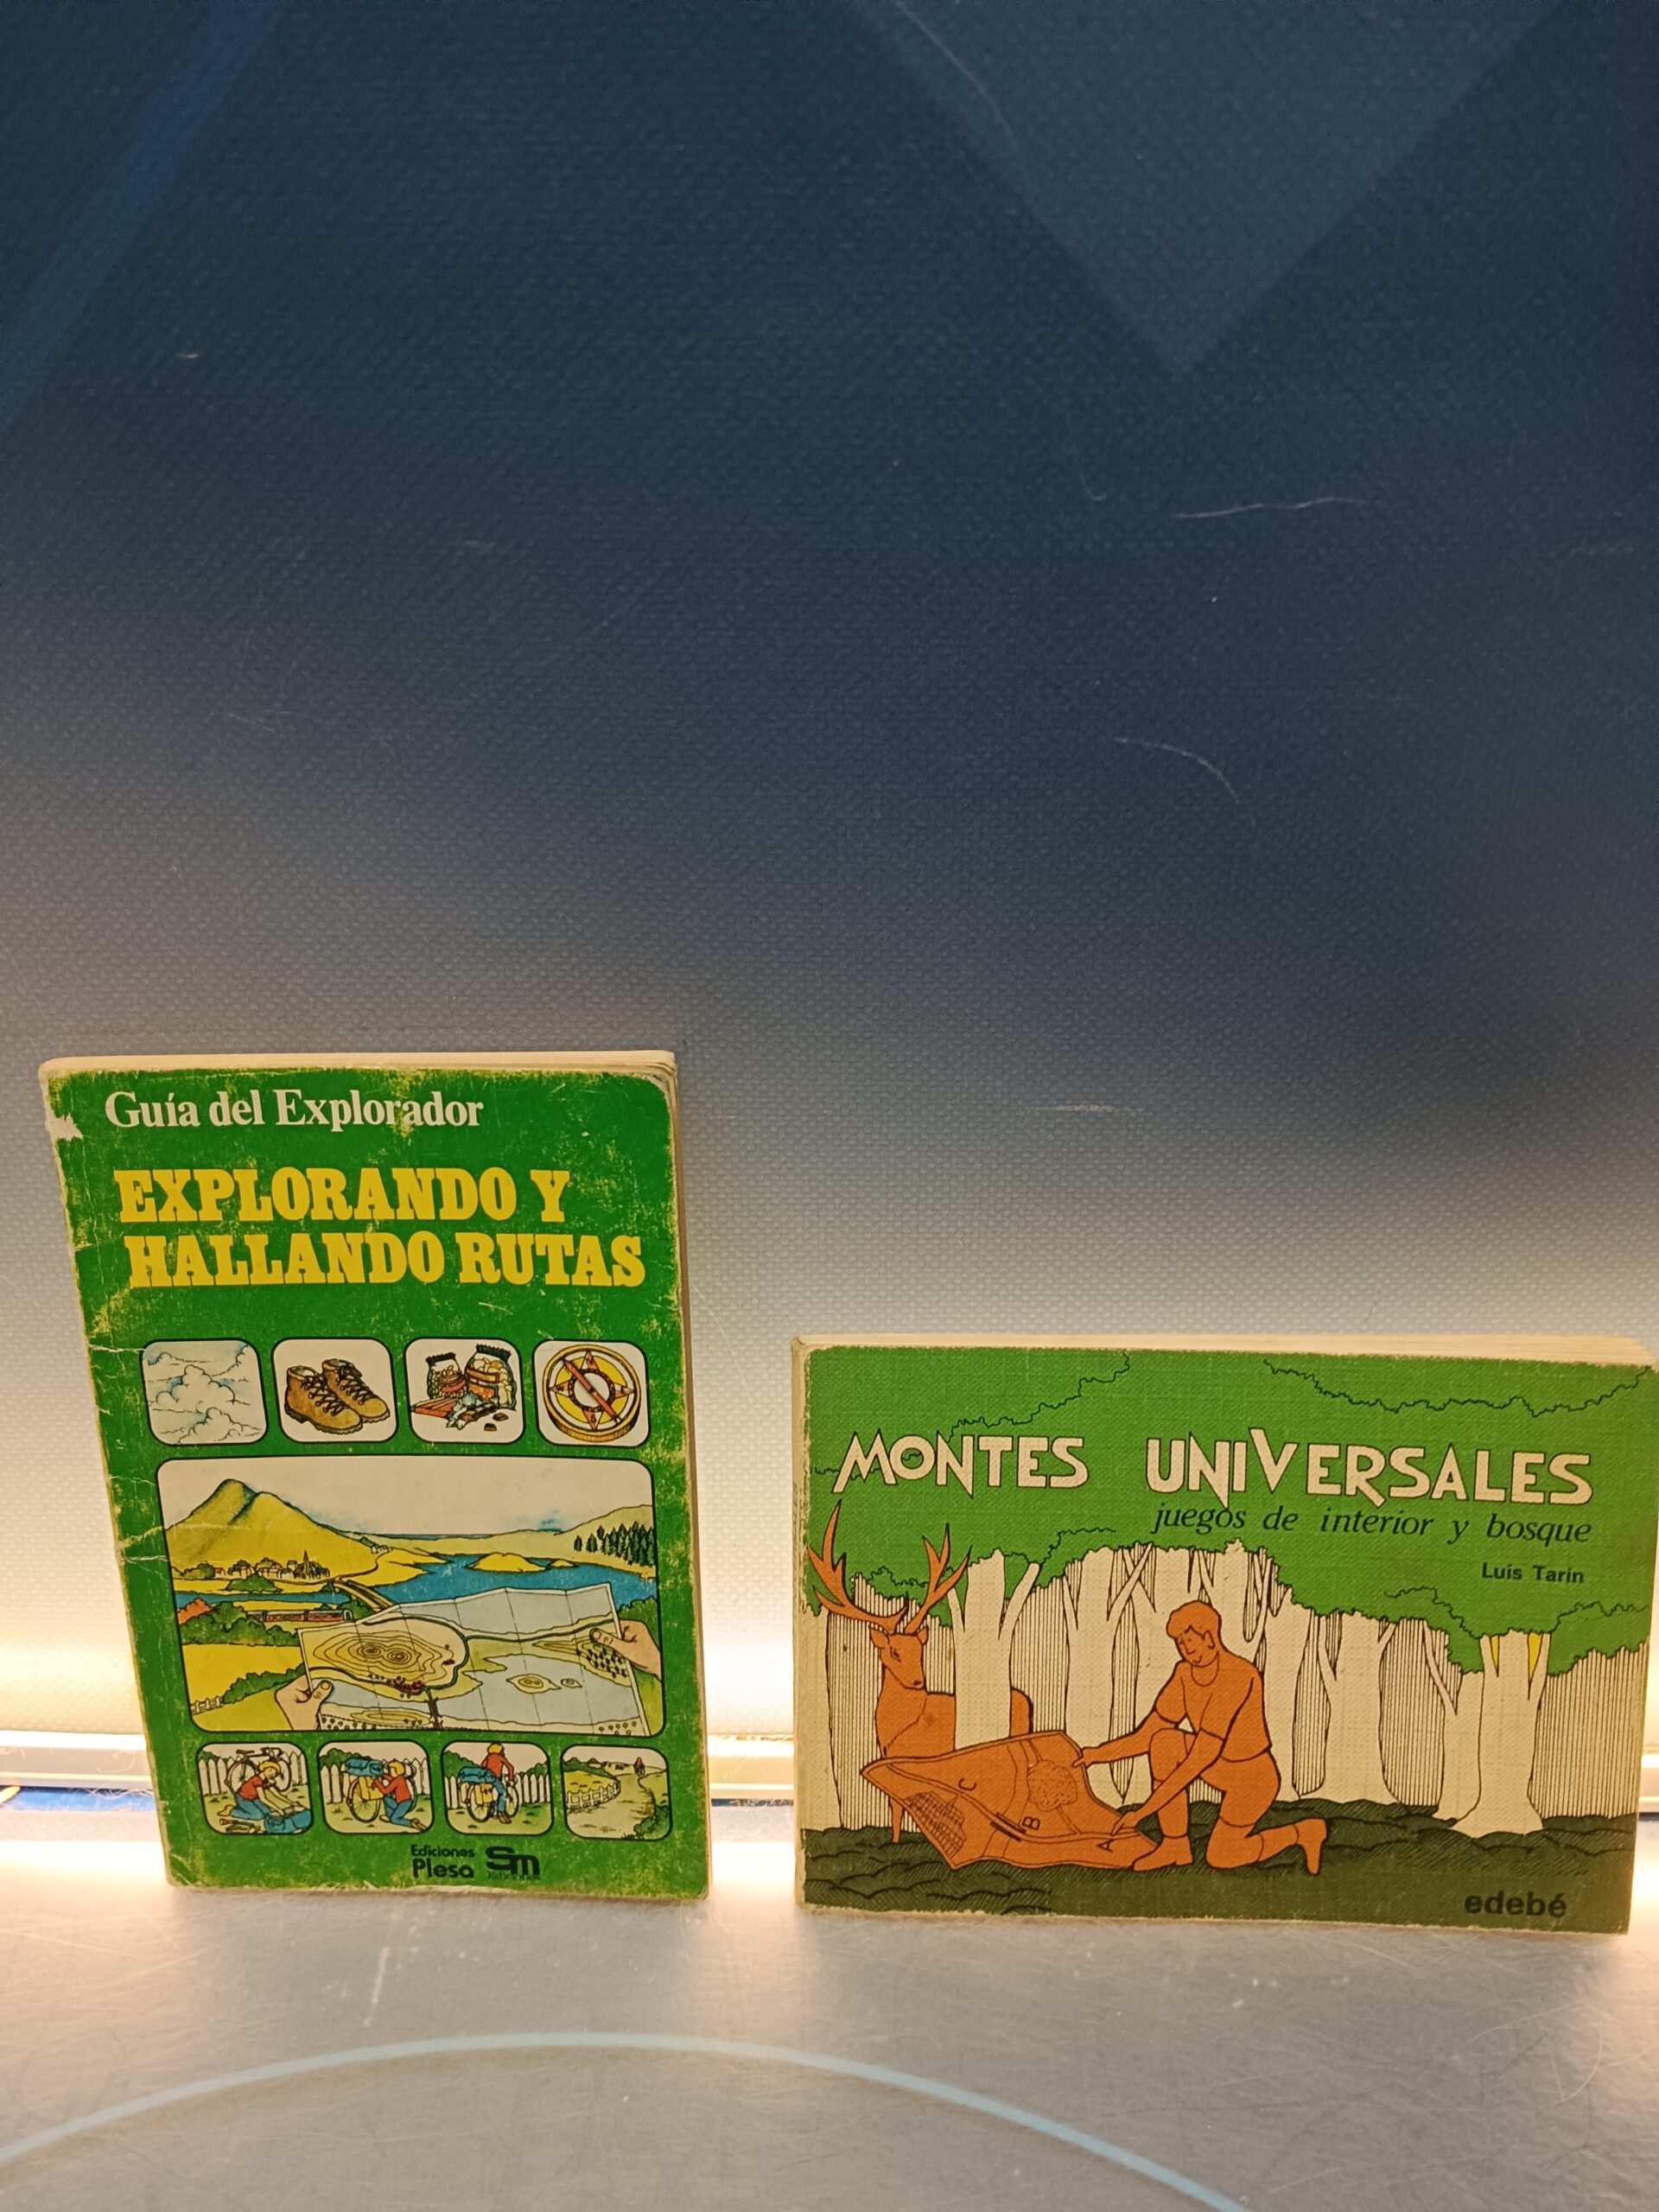 Guía del Explorador
EXPLORANDO Y
HALLANDO RUTAS
Ediciones
Plesa
Sm
MONTES UNIVERSALES
juegos de interior y bosque
Luis Tarín
C
B
A
edebé